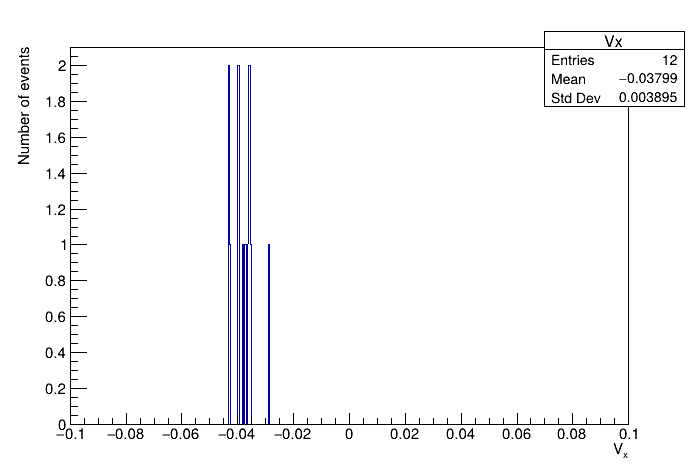 Vx
Entries 12
Mean −0.03799
Std Dev 0.003895
Number of events
2
1.8
1.6
1.4
1.2
1
0.8
0.6
0.4
0.2
0
−0.1 −0.08 −0.06 −0.04 −0.02 0 0.02 0.04 0.06 0.08 0.1
Vx